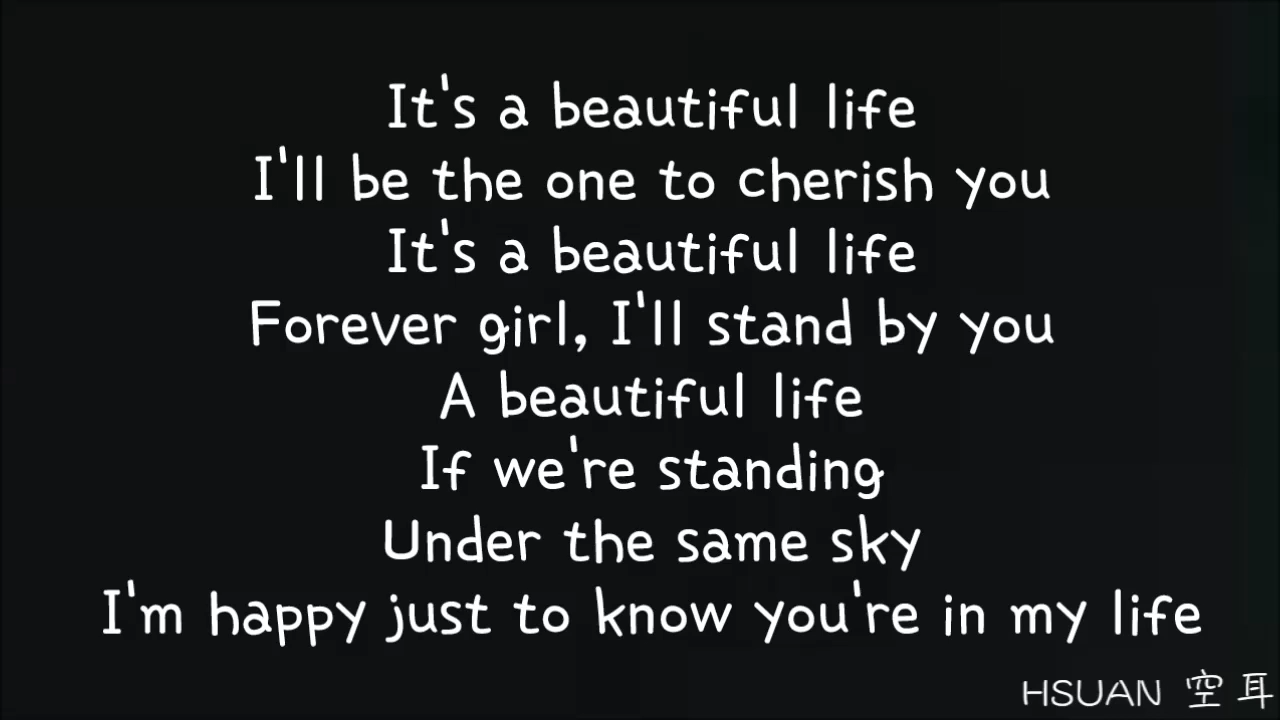 It's a beautiful life
I'll be the one to cherish you
It's a beautiful life
Forever girl, I'll stand by you
A beautiful life
If we're standing
Under the same sky
I'm happy just to know you're in my life
HSUAN 空耳